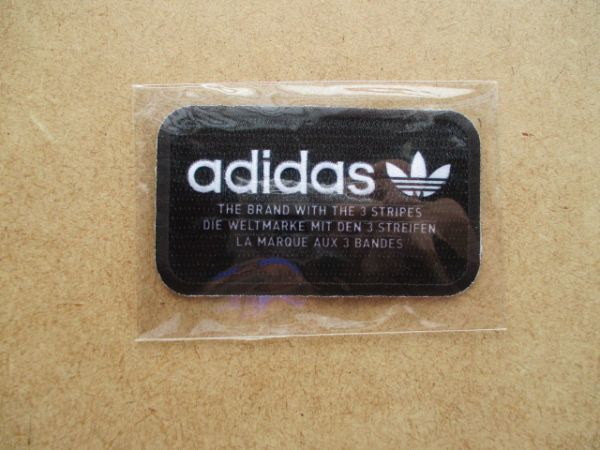 adidas
THE BRAND WITH THE 3 STRIPES
DIE WELTMARKE MIT DEN 3 STREIFEN
LA MARQUE AUX 3 BANDES